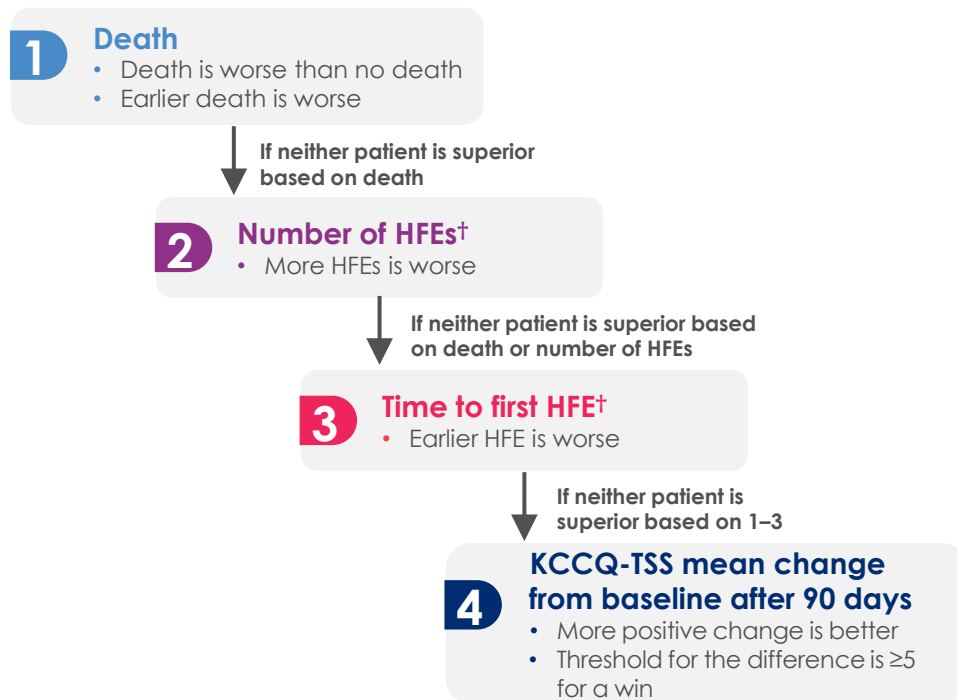 1
Death
• Death is worse than no death
• Earlier death is worse
If neither patient is superior
based on death
2
Number of HFEs†
• More HFEs is worse
If neither patient is superior based
on death or number of HFEs
3
Time to first HFE†
• Earlier HFE is worse
If neither patient is
superior based on 1–3
4
KCCQ-TSS mean change
from baseline after 90 days
• More positive change is better
• Threshold for the difference is ≥5
for a win